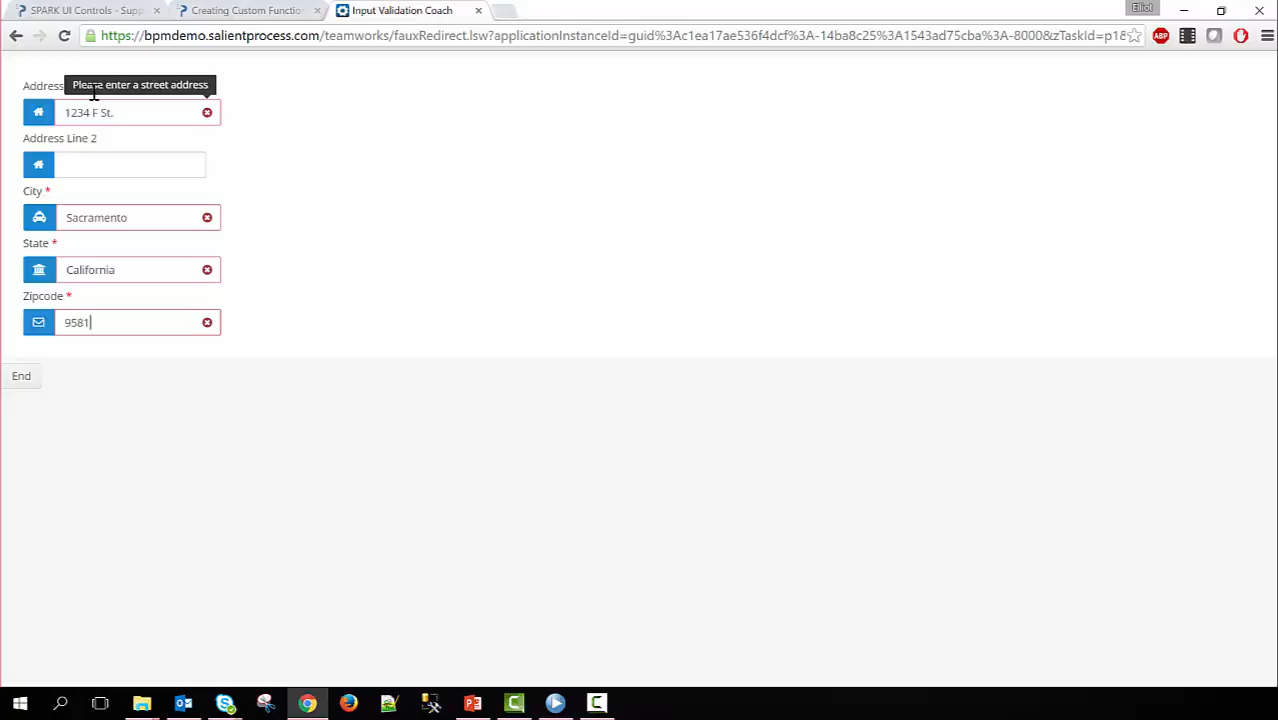 SPARK UI Controls - Supp
Creating Custom Functio
Input Validation Coach
Elliot
https://bpmdemo.salientprocess.com/teamworks/fauxRedirect.lsw?applicationInstanceId=guid%3Ac1ea17ae536f4dcf%3A-14ba8c25%3A1543ad75cba%3A-8000&zTaskId=p18
ABP
Address
Please enter a street address
1234 F St.
Address Line 2
City *
Sacramento
State *
California
Zipcode *
9581
End